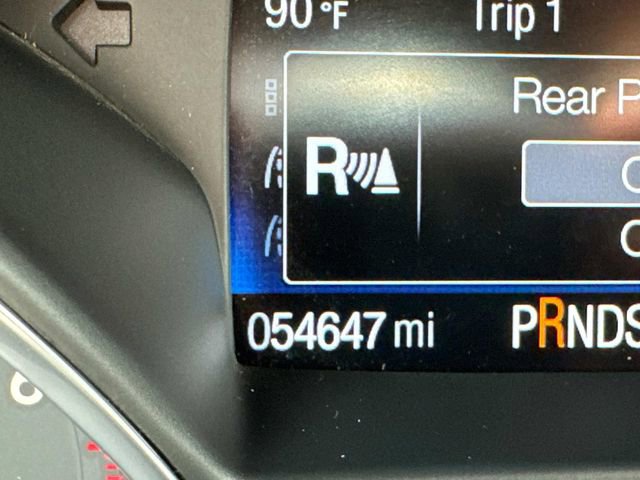 90 °F Trip 1
Rear P
R
054647 mi PRNDS